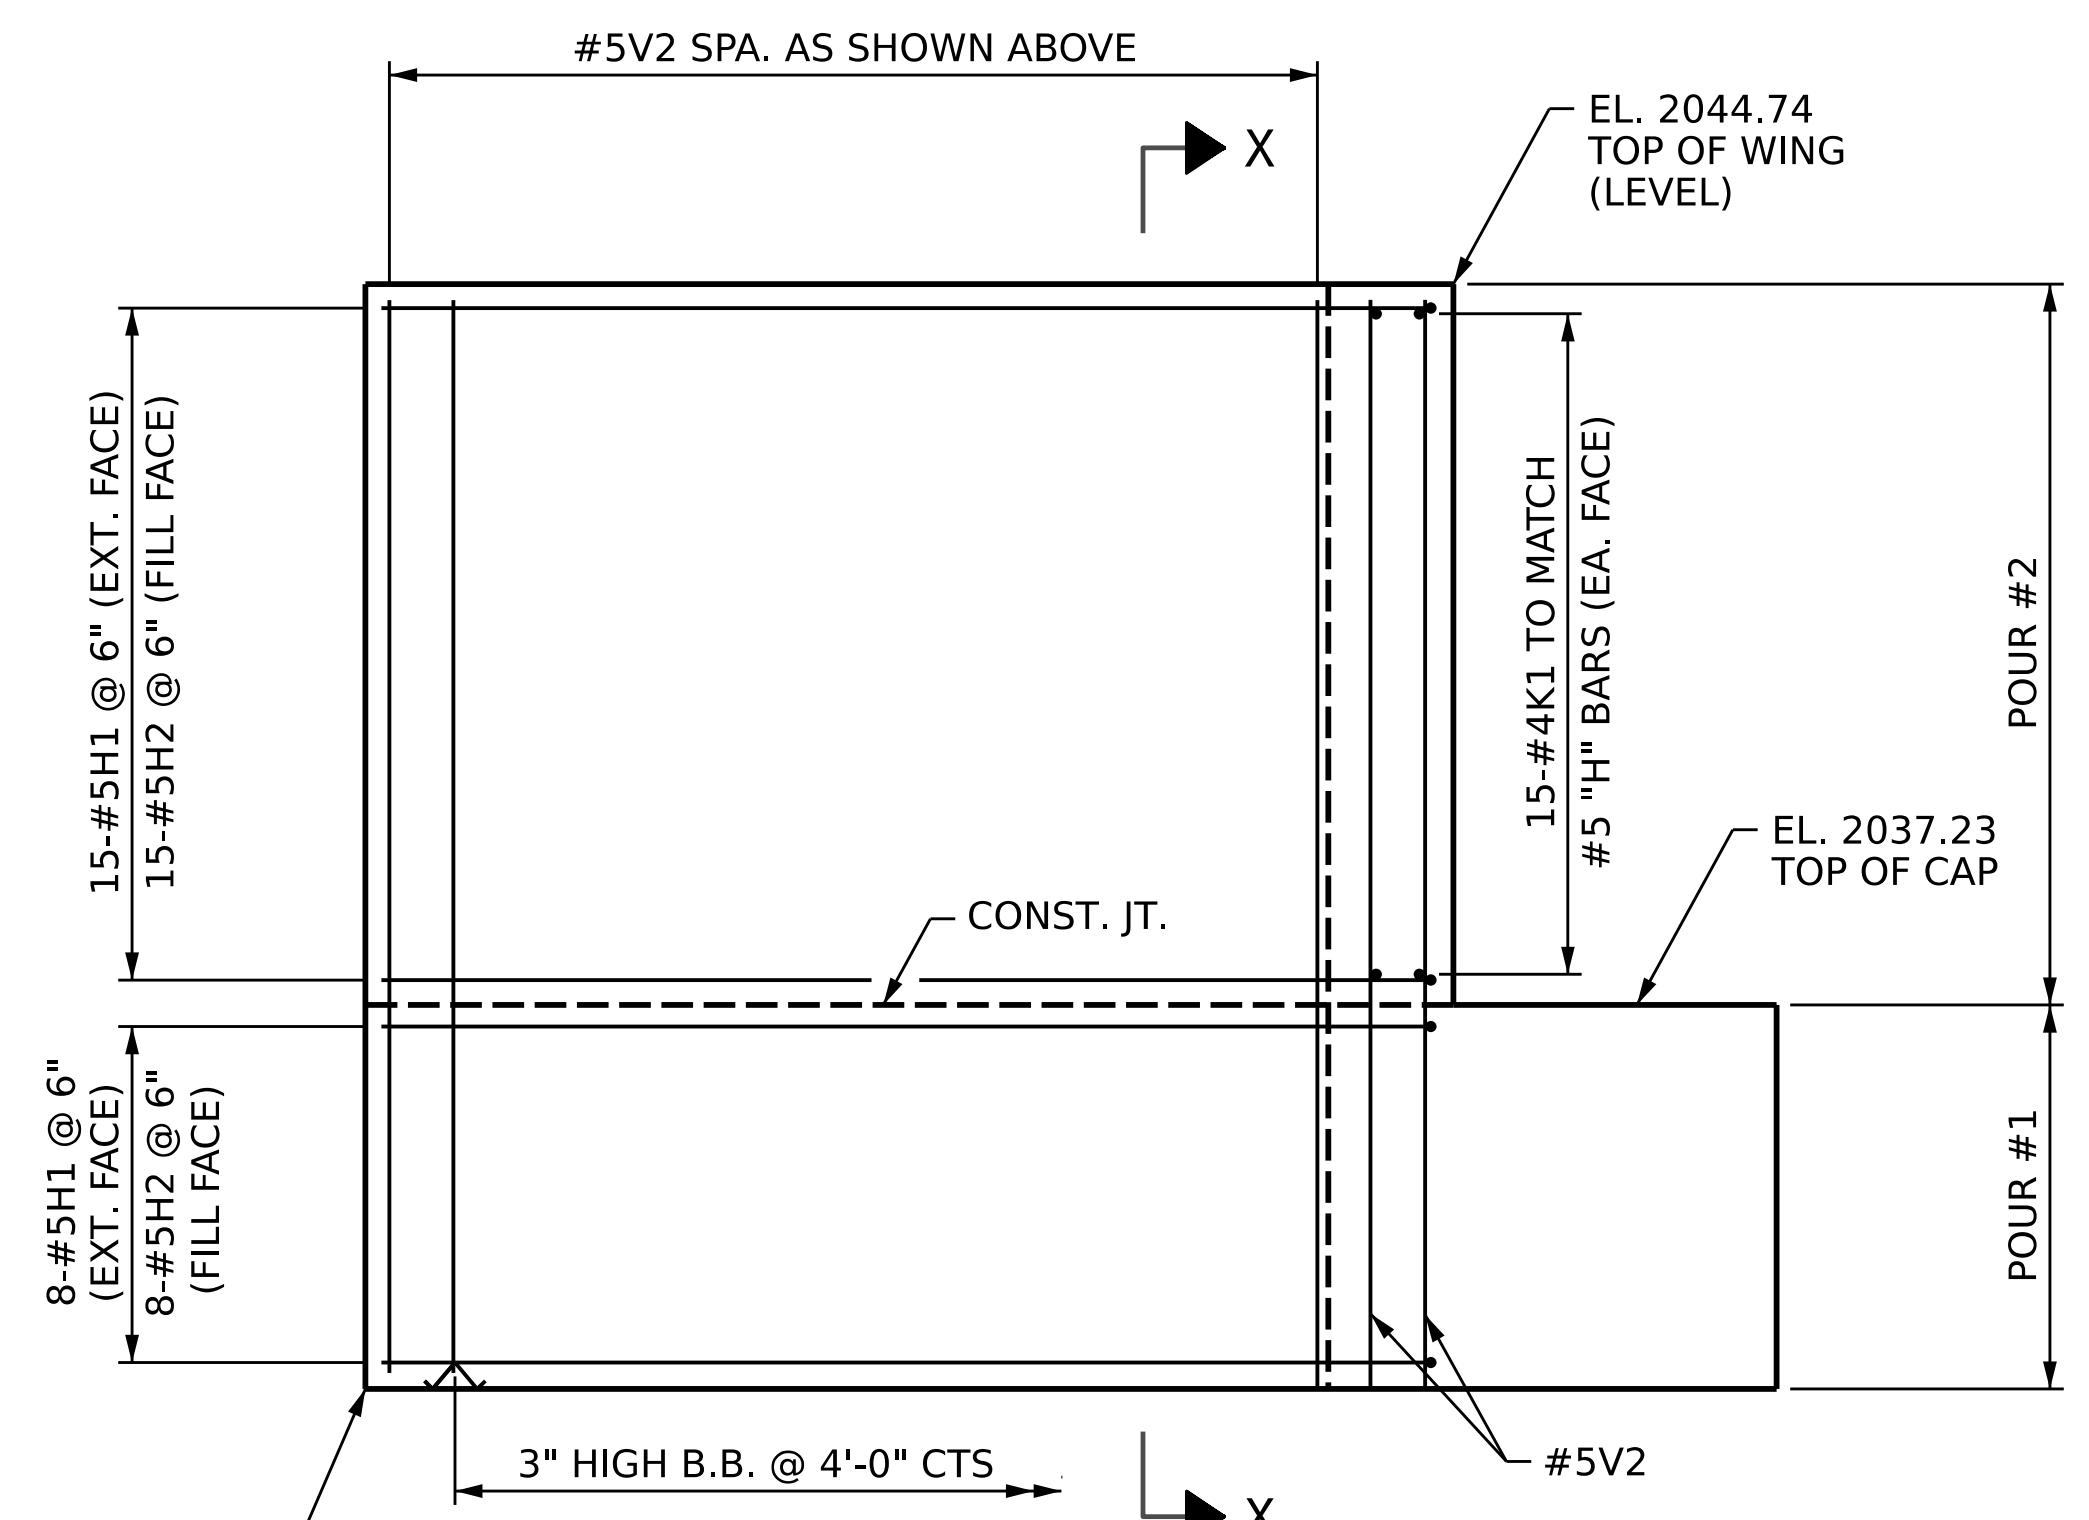 #5V2 SPA. AS SHOWN ABOVE
X
EL. 2044.74
TOP OF WING
(LEVEL)
15-#5H1 @ 6" (EXT. FACE)
15-#5H2 @ 6" (FILL FACE)
15-#4K1 TO MATCH
#5 "H" BARS (EA. FACE)
POUR #2
EL. 2037.23
TOP OF CAP
CONST. JT.
8-#5H1 @ 6"
(EXT. FACE)
8-#5H2 @ 6"
(FILL FACE)
POUR #1
3" HIGH B.B. @ 4'-0" CTS
#5V2
X